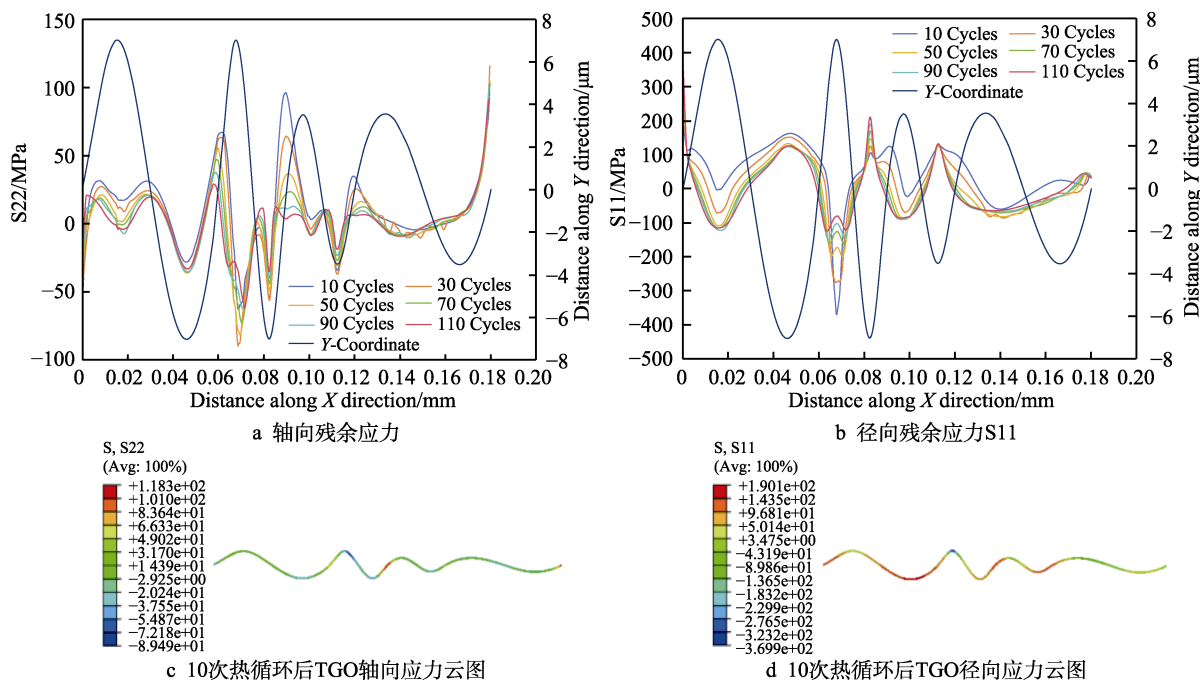 150
100
50
0
−50
−100
S22/MPa
8
6
4
2
0
−2
−4
−6
−8
Distance along Y direction/μm
10 Cycles
30 Cycles
50 Cycles
70 Cycles
90 Cycles
110 Cycles
Y-Coordinate
0 0.02 0.04 0.06 0.08 0.10 0.12 0.14 0.16 0.18 0.20
Distance along X direction/mm
a 轴向残余应力
500
400
300
200
100
0
−100
−200
−300
−400
−500
S11/MPa
8
6
4
2
0
−2
−4
−6
−8
Distance along Y direction/μm
10 Cycles
30 Cycles
50 Cycles
70 Cycles
90 Cycles
110 Cycles
Y-Coordinate
0 0.02 0.04 0.06 0.08 0.10 0.12 0.14 0.16 0.18 0.20
Distance along X direction/mm
b 径向残余应力S11
S, S22
(Avg: 100%)
+1.183e+02
+1.010e+02
+8.364e+01
+6.633e+01
+4.902e+01
+3.170e+01
+1.439e+01
−2.925e+00
−2.024e+01
−3.755e+01
−5.487e+01
−7.218e+01
−8.949e+01
c 10次热循环后TGO轴向应力云图
S, S11
(Avg: 100%)
+1.901e+02
+1.435e+02
+9.681e+01
+5.014e+01
+3.475e+00
−4.319e+01
−8.986e+01
−1.365e+02
−1.832e+02
−2.299e+02
−2.765e+02
−3.232e+02
−3.699e+02
d 10次热循环后TGO径向应力云图